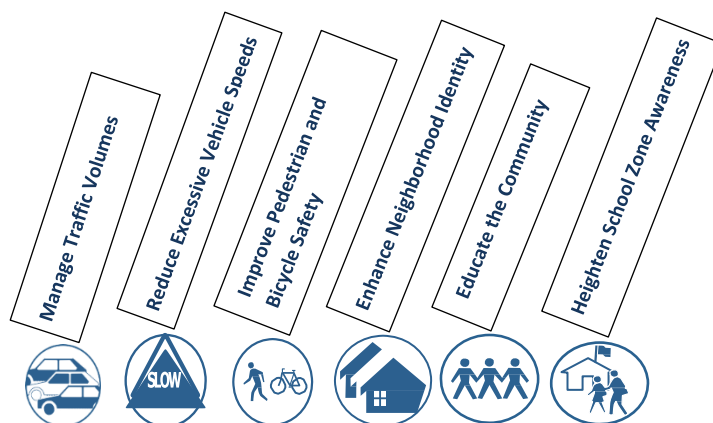 Manage Traffic Volumes
Reduce Excessive Vehicle Speeds
Improve Pedestrian and
Bicycle Safety
Enhance Neighborhood Identity
Educate the Community
Heighten School Zone Awareness
SLOW